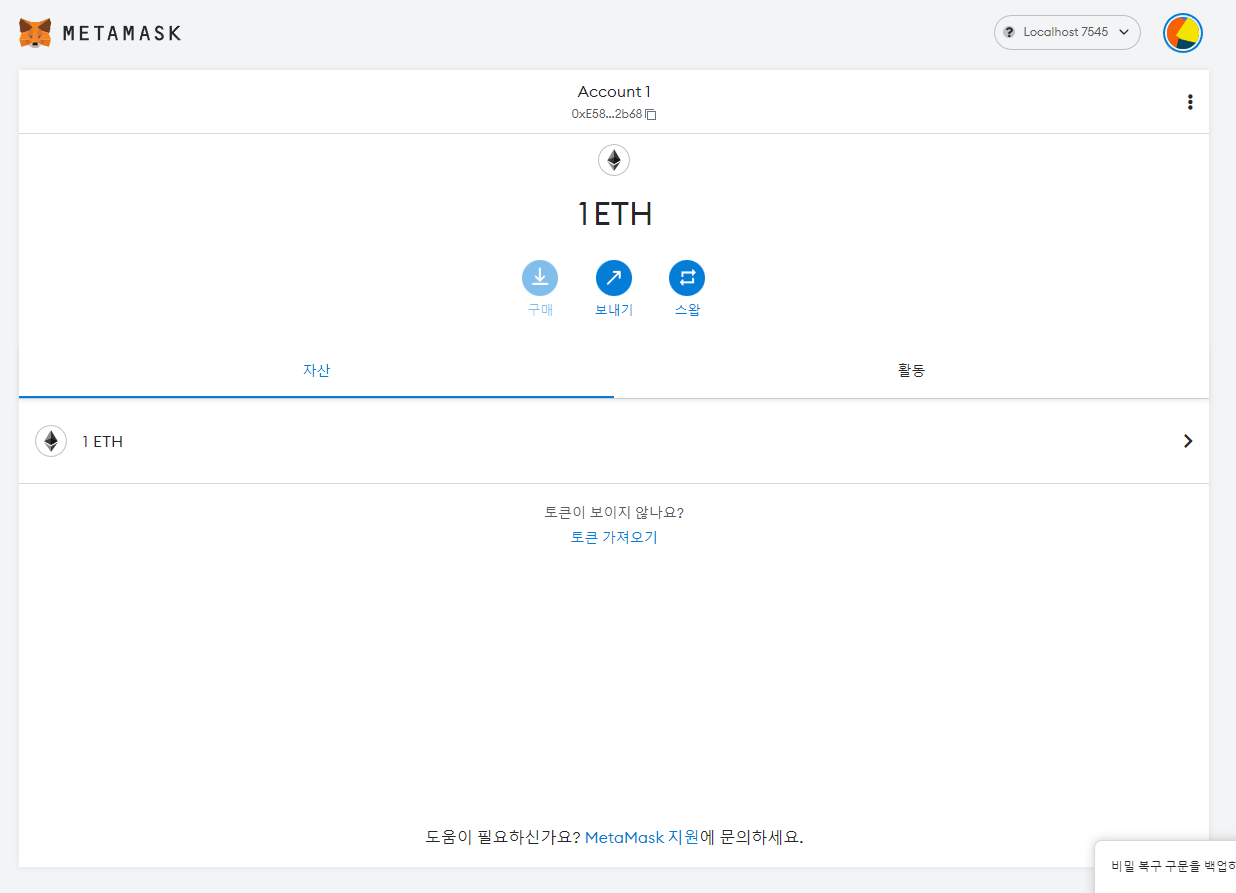 METAMASK
? Localhost 7545
Account 1
0xE58...2b68
1 ETH
구매 보내기 스왑
자산 활동
1 ETH
토큰이 보이지 않나요?
토큰 가져오기
도움이 필요하신가요? MetaMask 지원에 문의하세요.
비밀 복구 구문을 백업하